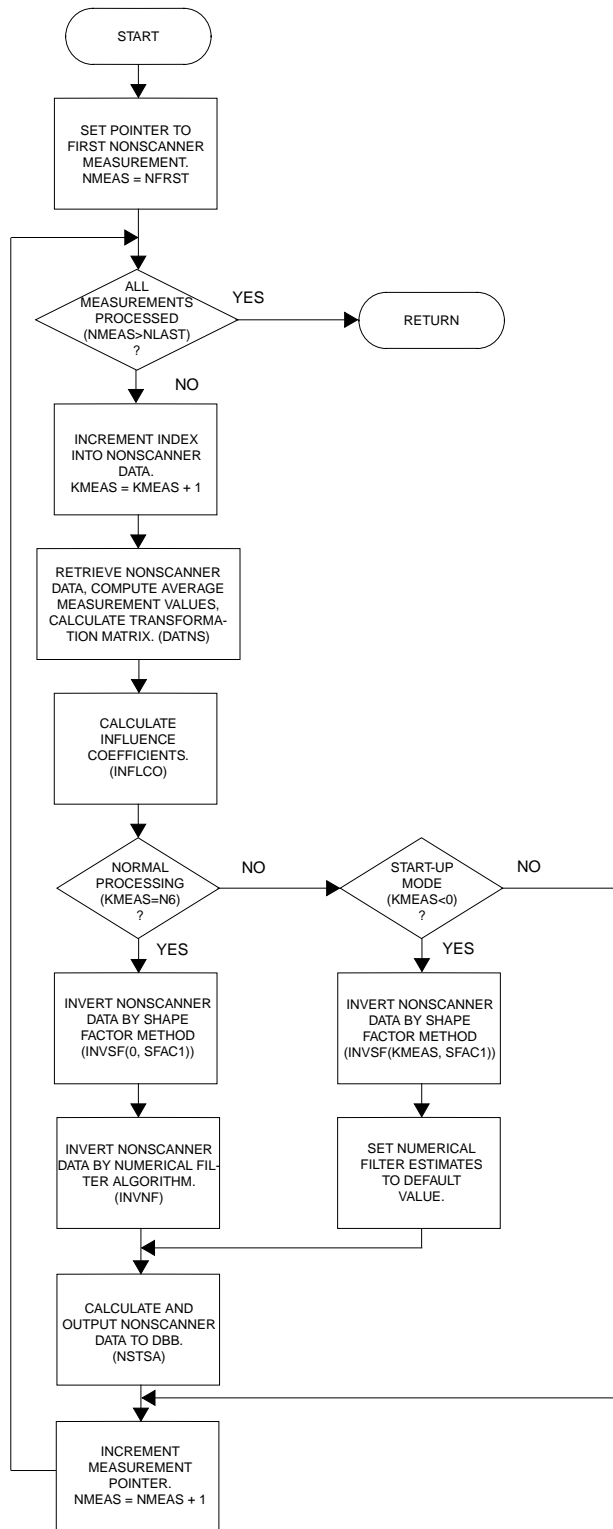 START
SET POINTER TO
FIRST NONSCANNER
MEASUREMENT.
NMEAS = NFRST
ALL
MEASUREMENTS
PROCESSED
(NMEAS>NLAST)
?
YES
RETURN
NO
INCREMENT INDEX
INTO NONSCANNER
DATA.
KMEAS = KMEAS + 1
RETRIEVE NONSCANNER
DATA, COMPUTE AVERAGE
MEASUREMENT VALUES,
CALCULATE TRANSFORMA-
TION MATRIX. (DATNS)
CALCULATE
INFLUENCE
COEFFICIENTS.
(INFLCO)
NORMAL
PROCESSING
(KMEAS=N6)
?
NO
START-UP
MODE
(KMEAS<0)
?
NO
YES
YES
INVERT NONSCANNER
DATA BY SHAPE
FACTOR METHOD
(INVSF(0, SFAC1))
INVERT NONSCANNER
DATA BY SHAPE
FACTOR METHOD
(INVSF(KMEAS, SFAC1))
INVERT NONSCANNER
DATA BY NUMERICAL FIL-
TER ALGORITHM.
(INVNF)
SET NUMERICAL
FILTER ESTIMATES
TO DEFAULT
VALUE.
CALCULATE AND
OUTPUT NONSCANNER
DATA TO DBB.
(NSTSA)
INCREMENT
MEASUREMENT
POINTER.
NMEAS = NMEAS + 1